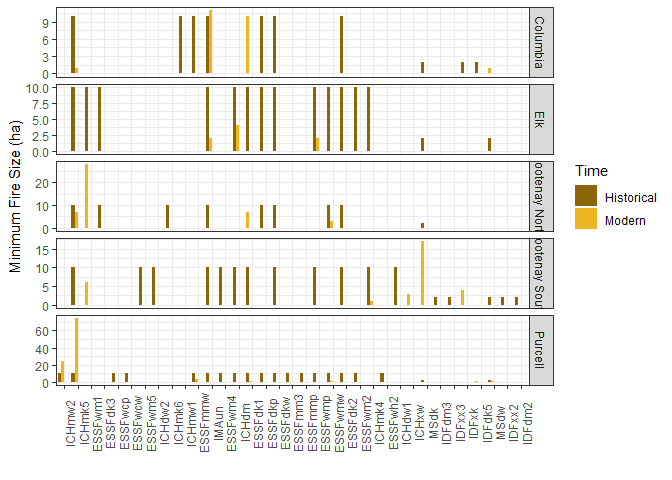 Minimum Fire Size (ha)
9
6
3
0
Columbia
10.0
7.5
5.0
2.5
0.0
Elk
20
10
0
ootenay Nort
15
10
5
0
ootenay Sout
60
40
20
0
Purcell
ICHmw2
ICHmk5
ESSFwm1
ESSFdk3
ESSFwcp
ESSFwcw
ESSFwm5
ICHdw2
ICHmk6
ICHmw1
ESSFmmw
IMAun
ESSFwm4
ICHdm
ESSFdk1
ESSFdkp
ESSFdkw
ESSFmm3
ESSFmmp
ESSFwmp
ESSFwmw
ESSFdk2
ESSFwm2
ICHmk4
ESSFwh2
ICHdw1
ICHxw
MSdk
IDFdm3
IDFxx3
IDFxk
IDFdk5
MSdw
IDFxx2
IDFdm2
Time
Historical
Modern